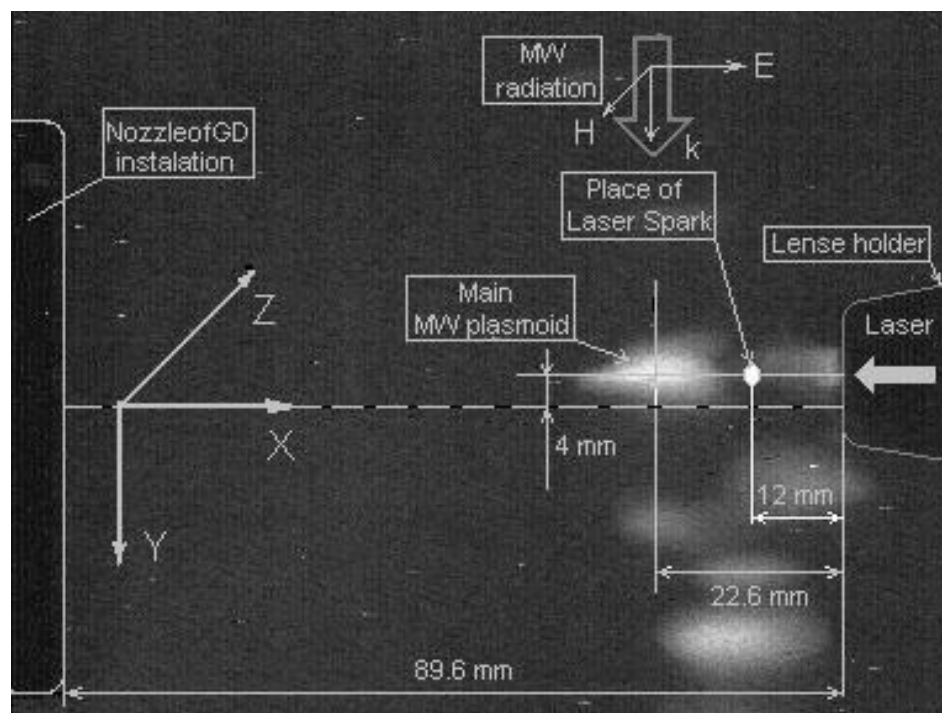 MW
radiation
E
H
k
NozzleofGD
instalation
Place of
Laser Spark
Lense holder
Z
Main
MW plasmoid
Laser
X
4 mm
12 mm
Y
22.6 mm
89.6 mm